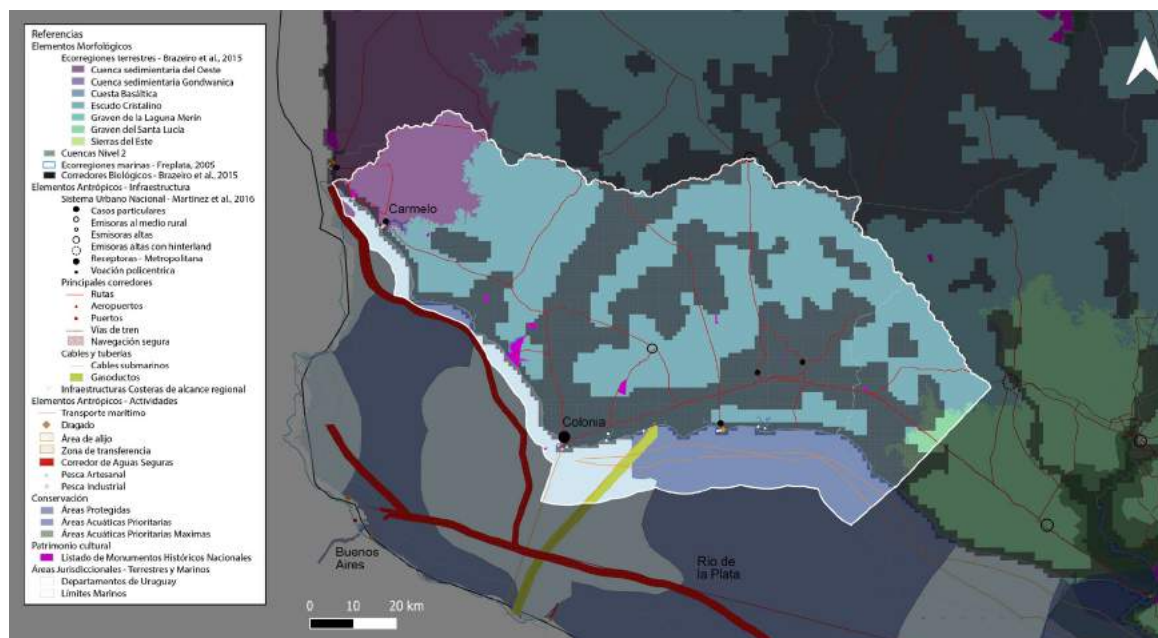 Referencias
Elementos Morfológicos
Ecorregiones terrestres - Brazeiro et al., 2015
Cuenca sedimentaria del Oeste
Cuenca sedimentaria Gondwanica
Cuesta Basáltica
Escudo Cristalino
Graven de la Laguna Merín
Graven del Santa Lucía
Sierras del Este
Cuencas Nivel 2
Ecorregiones marinas - Freplata, 2005
Corredores Biológicos - Brazeiro et al., 2015
Elementos Antrópicos - Infraestructura
Sistema Urbano Nacional - Martinez et al., 2016
Casos particulares
Emisoras al medio rural
Esmisoras altas
Emisoras altas con hinterland
Receptoras - Metropolitana
Voación policentrica
Principales corredores
Rutas
Aeropuertos
Puertos
Vías de tren
Navegación segura
Cables y tuberías
Cables submarinos
Gasoductos
Infraestructuras Costeras de alcance regional
Elementos Antrópicos - Actividades
Transporte marítimo
Dragado
Área de alijo
Zona de transferencia
Corredor de Aguas Seguras
Pesca Artesanal
Pesca Industrial
Conservación
Áreas Protegidas
Áreas Acuáticas Prioritarias
Áreas Acuáticas Prioritarias Maximas
Patrimonio cultural
Listado de Monumentos Históricos Nacionales
Áreas Jurisdiccionales - Terrestres y Marinos
Departamentos de Uruguay
Límites Marinos
Carmelo
Colonia
Buenos
Aires
Río de
la Plata
0 10 20 km